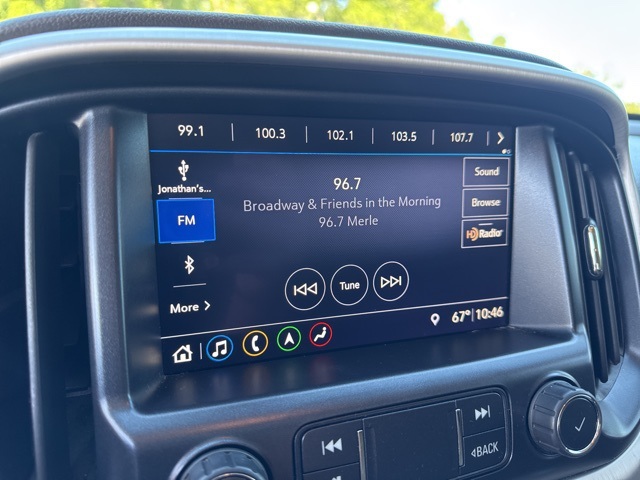 99.1 100.3 102.1 103.5 107.7
Jonathan's...
96.7
Sound
Broadway & Friends in the Morning
Browse
FM
96.7 Merle
HD Radio
More
Tune
67° 10:46
BACK